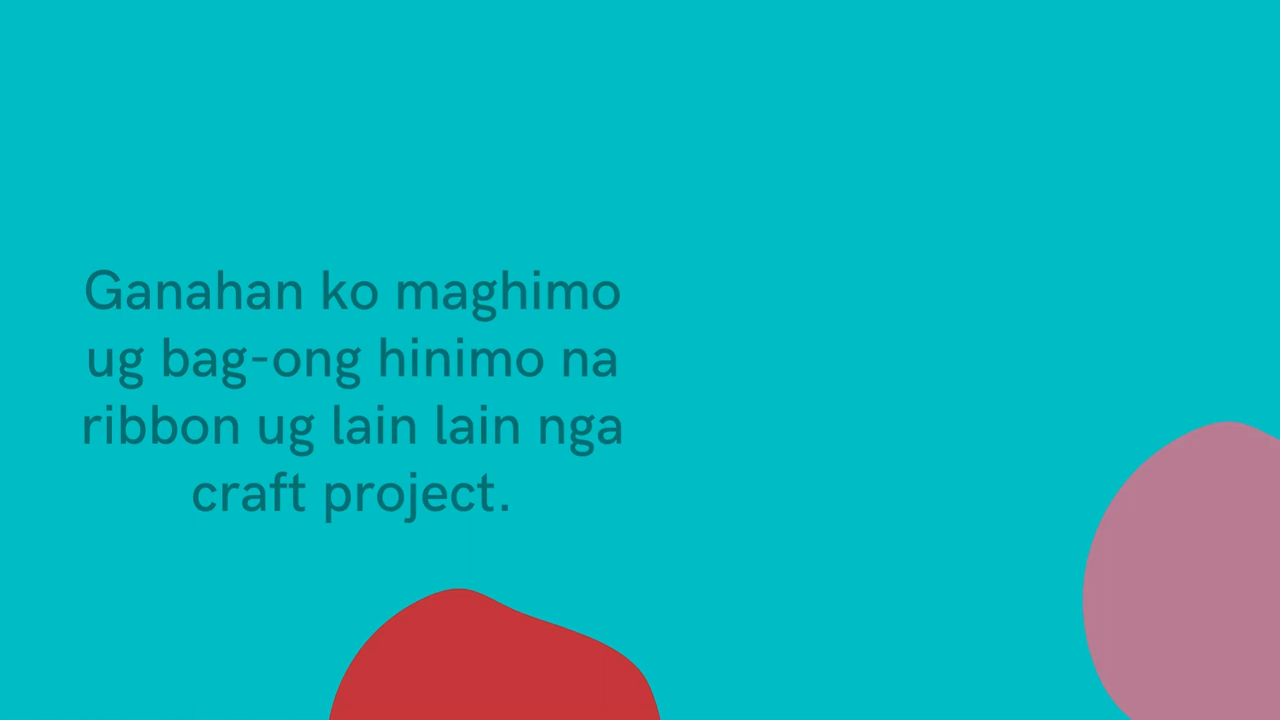 Ganahan ko maghimo
ug bag-ong hinimo na
ribbon ug lain lain nga
craft project.